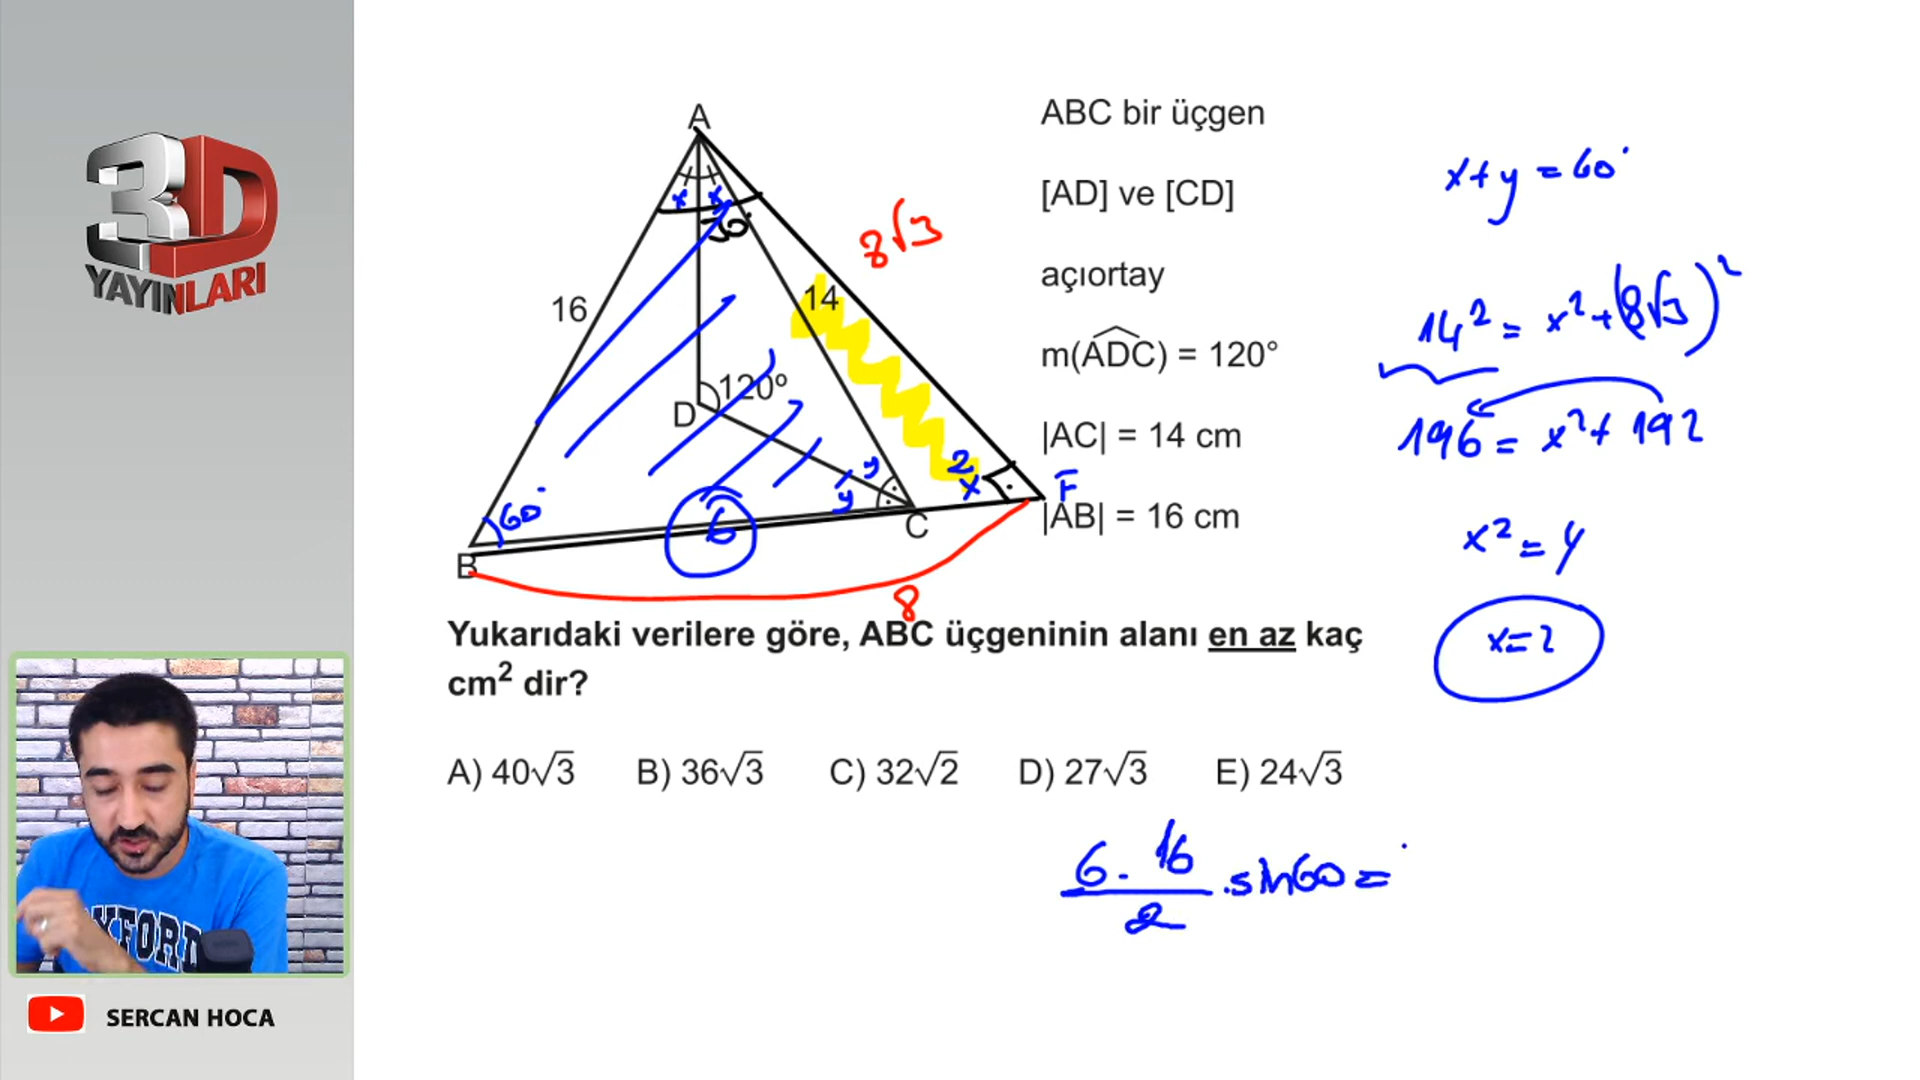 3D
YAYINLARI
A
x x
30°
16
14
8√3
120°
D
60°
y
y
2
x
F
6
B
C
8
ABC bir üçgen
[AD] ve [CD]
açıortay
m(ADC) = 120°
|AC| = 14 cm
|AB| = 16 cm
x+y=60°
14² = x²+(8√3)²
196 = x²+192
x²=4
x=2
Yukarıdaki verilere göre, ABC üçgeninin alanı en az kaç
cm² dir?
A) 40√3 B) 36√3 C) 32√2 D) 27√3 E) 24√3
6.16
2
.sin60=
OXFORD
SERCAN HOCA